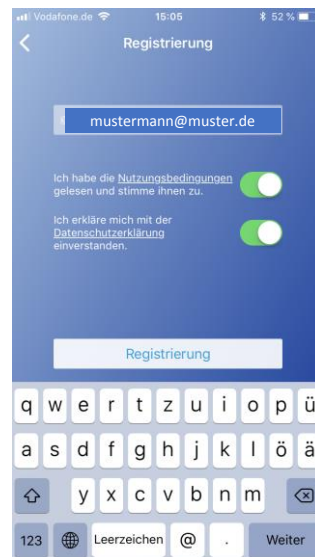 Vodafone.de 15:05 52 %
Registrierung
mustermann@muster.de
Ich habe die Nutzungsbedingungen
gelesen und stimme ihnen zu.
Ich erkläre mich mit der
Datenschutzerklärung
einverstanden.
Registrierung
q w e r t z u i o p ü
a s d f g h j k l ö ä
y x c v b n m
123 Leerzeichen @ . Weiter